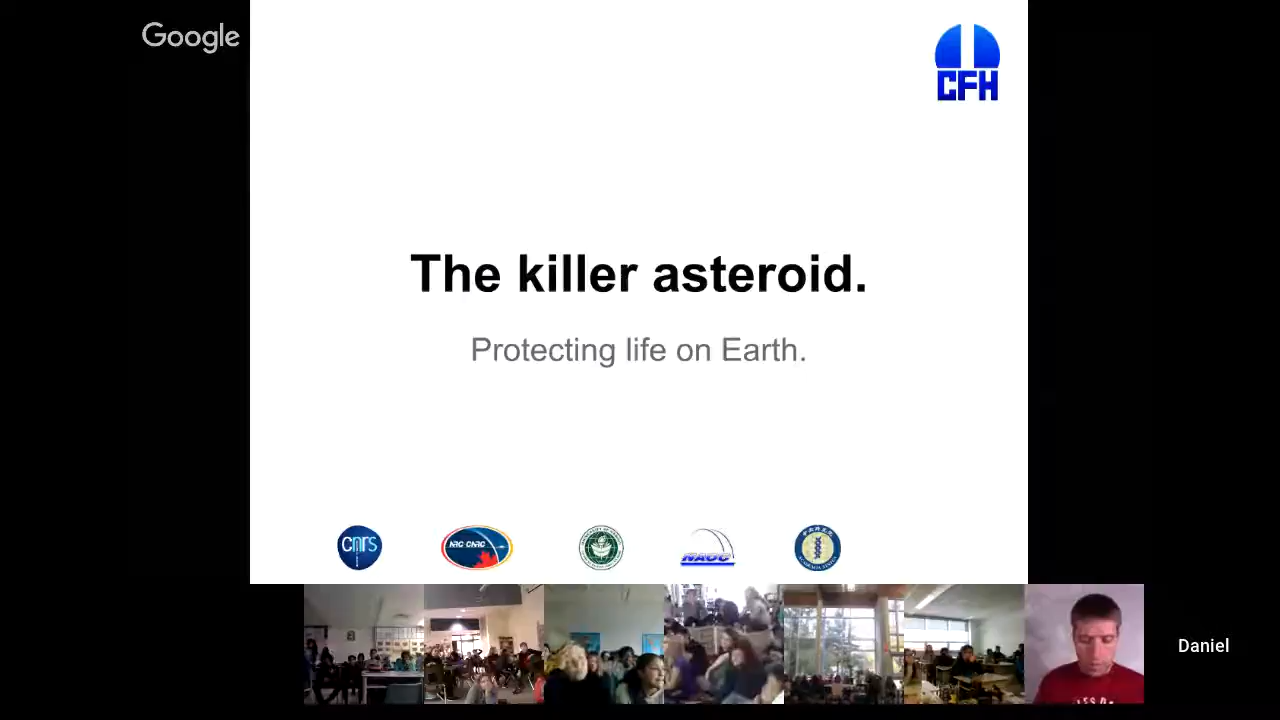 Google
CFH
The killer asteroid.
Protecting life on Earth.
cnrs
NRC·CNRC
NAOC
Daniel